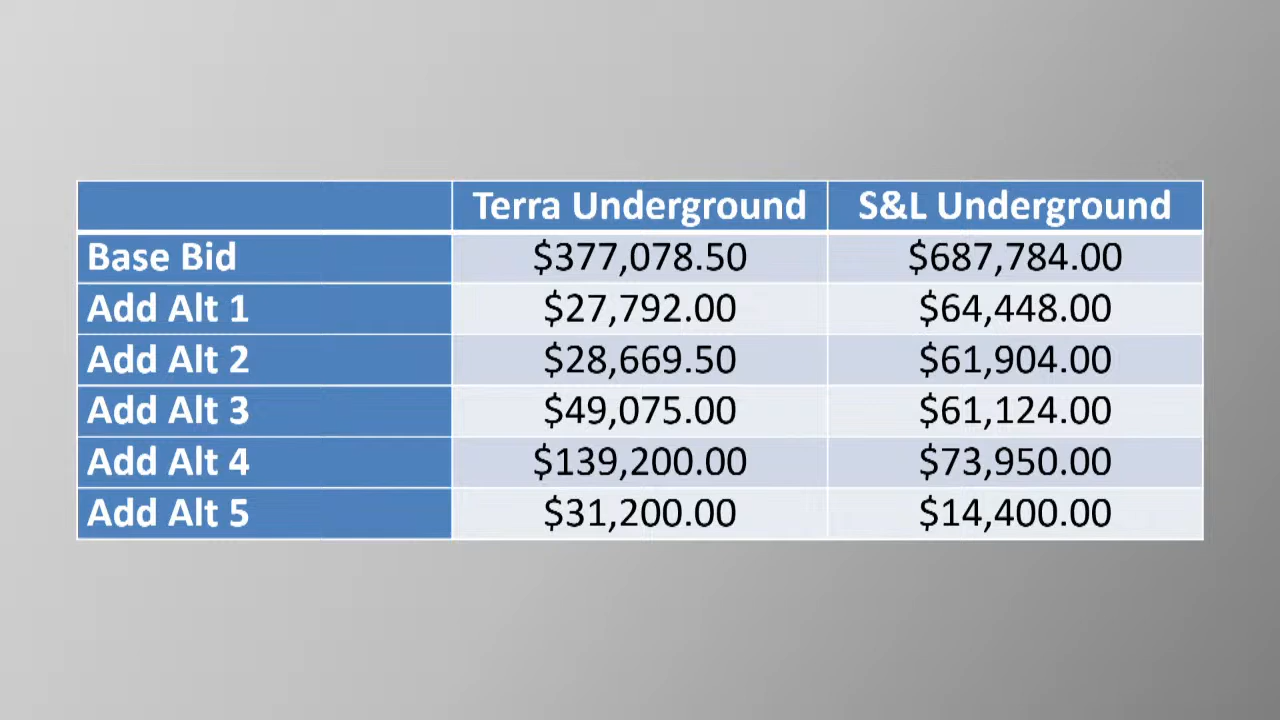 Terra Underground S&L Underground
Base Bid $377,078.50 $687,784.00
Add Alt 1 $27,792.00 $64,448.00
Add Alt 2 $28,669.50 $61,904.00
Add Alt 3 $49,075.00 $61,124.00
Add Alt 4 $139,200.00 $73,950.00
Add Alt 5 $31,200.00 $14,400.00